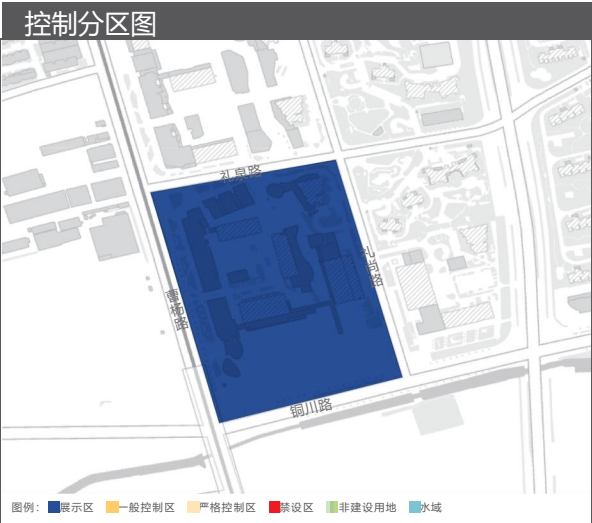 控制分区图
礼泉路
礼尚路
曹杨路
铜川路
图例： 展示区 一般控制区 严格控制区 禁设区 非建设用地 水域